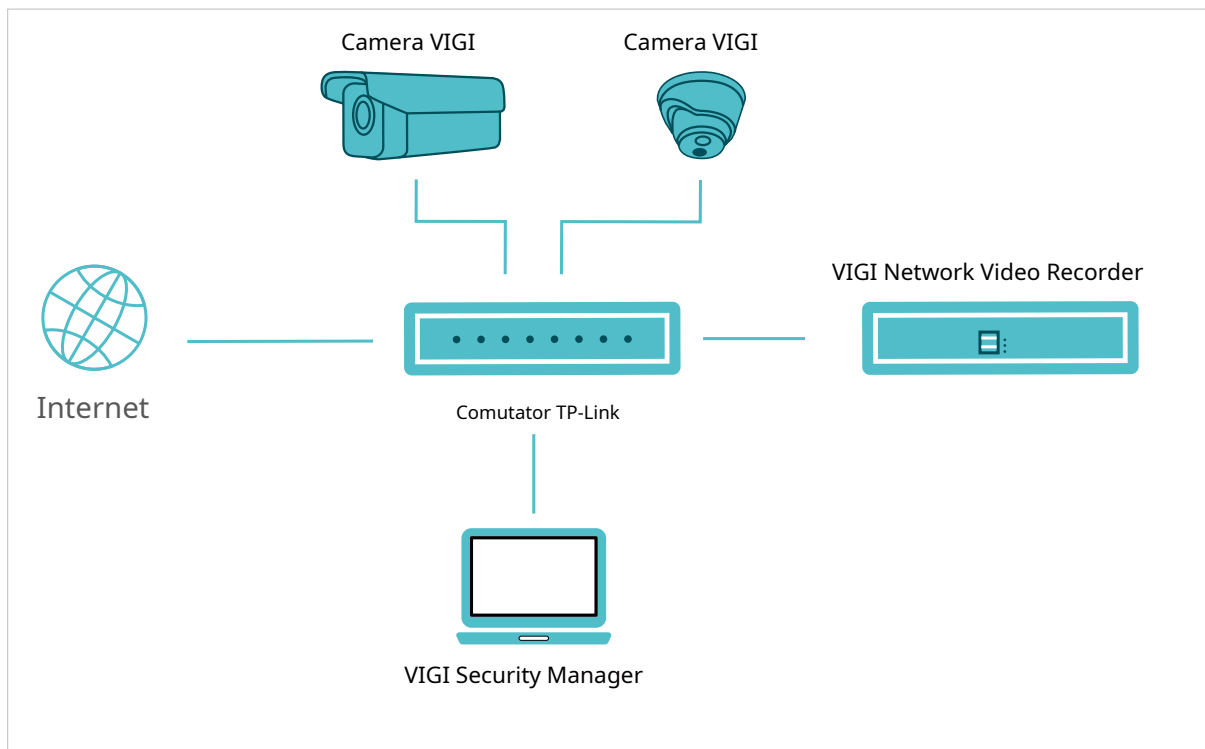 Camera VIGI
Camera VIGI
VIGI Network Video Recorder
Internet
Comutator TP-Link
VIGI Security Manager